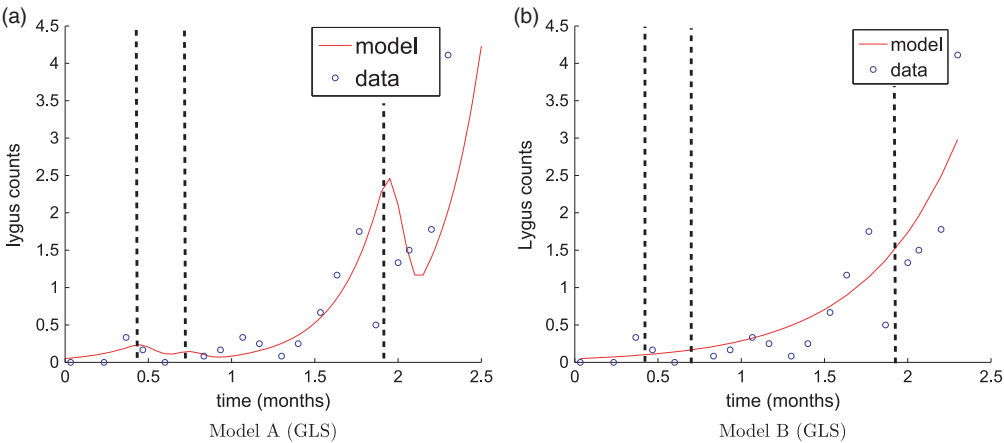 (a)
4.5
4
3.5
3
2.5
2
1.5
1
0.5
0
lygus counts
model
data
0 0.5 1 1.5 2 2.5
time (months)
Model A (GLS)
(b)
4.5
4
3.5
3
2.5
2
1.5
1
0.5
0
Lygus counts
model
data
0 0.5 1 1.5 2 2.5
time (months)
Model B (GLS)